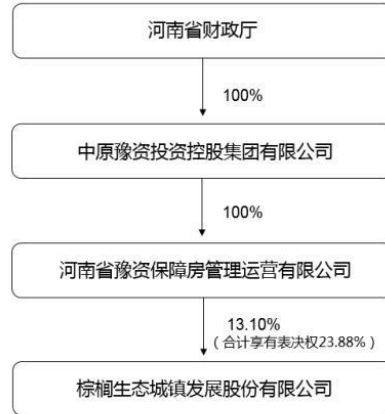 河南省财政厅
100%
中原豫资投资控股集团有限公司
100%
河南省豫资保障房管理运营有限公司
13.10%
（合计享有表决权23.88%）
棕榈生态城镇发展股份有限公司